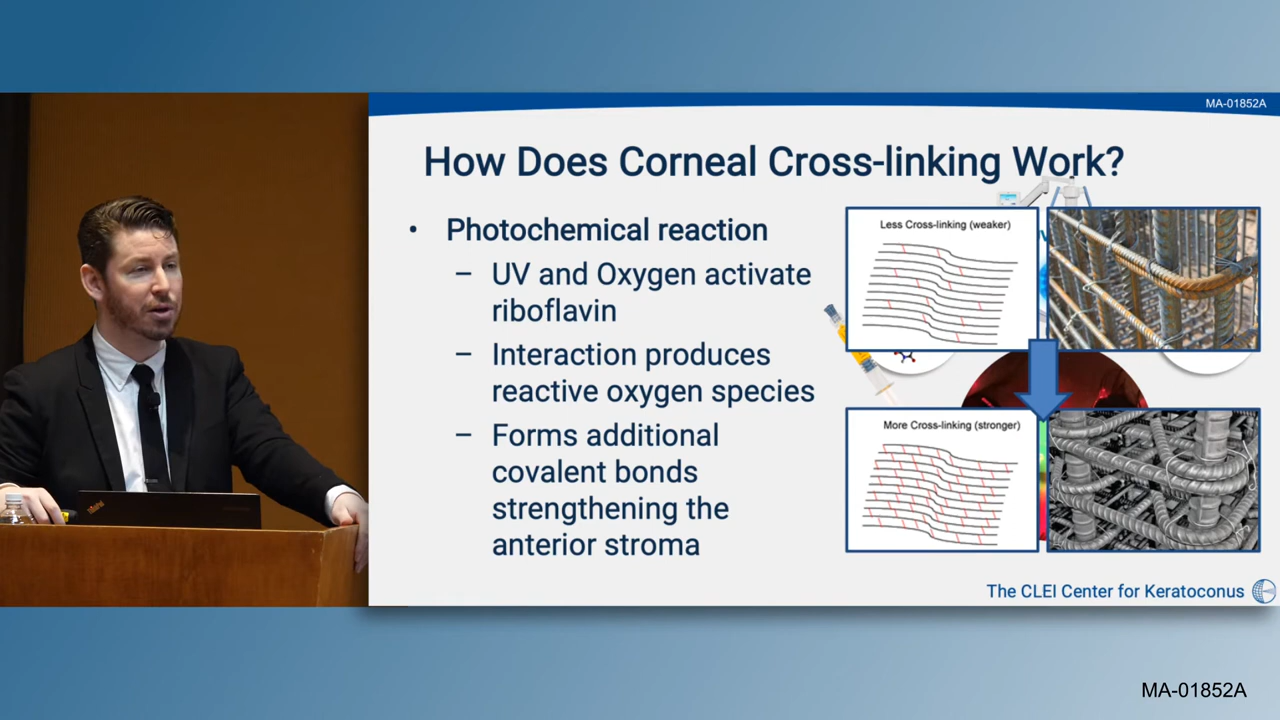 MA-01852A
How Does Corneal Cross-linking Work?
• Photochemical reaction
– UV and Oxygen activate
riboflavin
– Interaction produces
reactive oxygen species
– Forms additional
covalent bonds
strengthening the
anterior stroma
Less Cross-linking (weaker)
More Cross-linking (stronger)
The CLEI Center for Keratoconus
MA-01852A